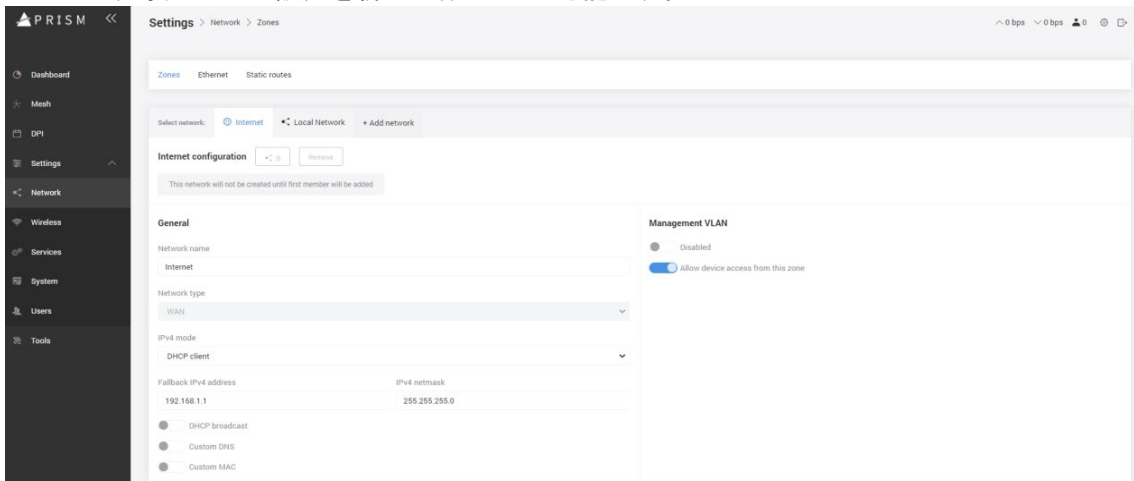 PRISM
Settings > Network > Zones
0 bps 0 bps 0
Dashboard
Mesh
DPI
Settings
Network
Wireless
Services
System
Users
Tools
Zones Ethernet Static routes
Select network: Internet Local Network + Add network
Internet configuration 0 Remove
This network will not be created until first member will be added
General
Network name
Internet
Network type
WAN
IPv4 mode
DHCP client
Fallback IPv4 address IPv4 netmask
192.168.1.1 255.255.255.0
DHCP broadcast
Custom DNS
Custom MAC
Management VLAN
Disabled
Allow device access from this zone